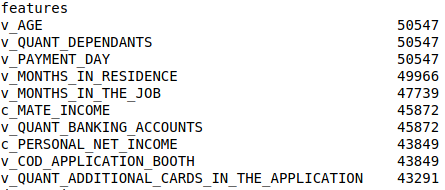 features
v_AGE 50547
v_QUANT_DEPENDANTS 50547
v_PAYMENT_DAY 50547
v_MONTHS_IN_RESIDENCE 49966
v_MONTHS_IN_THE_JOB 47739
c_MATE_INCOME 45872
v_QUANT_BANKING_ACCOUNTS 45872
c_PERSONAL_NET_INCOME 43849
v_COD_APPLICATION_BOOTH 43849
v_QUANT_ADDITIONAL_CARDS_IN_THE_APPLICATION 43291